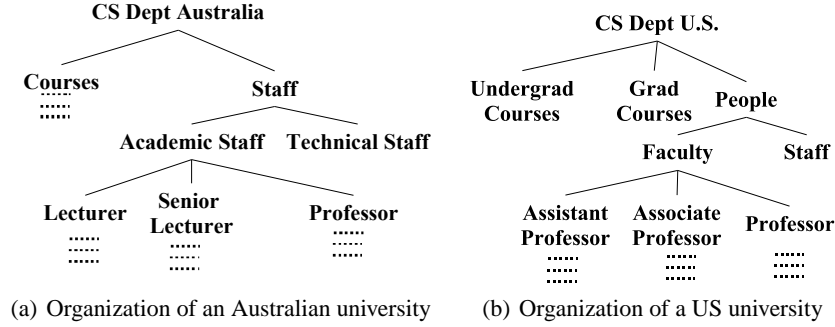 CS Dept Australia
Courses
Staff
Academic Staff
Technical Staff
Lecturer
Senior
Lecturer
Professor
(a) Organization of an Australian university
CS Dept U.S.
Undergrad
Courses
Grad
Courses
People
Faculty
Staff
Assistant
Professor
Associate
Professor
Professor
(b) Organization of a US university